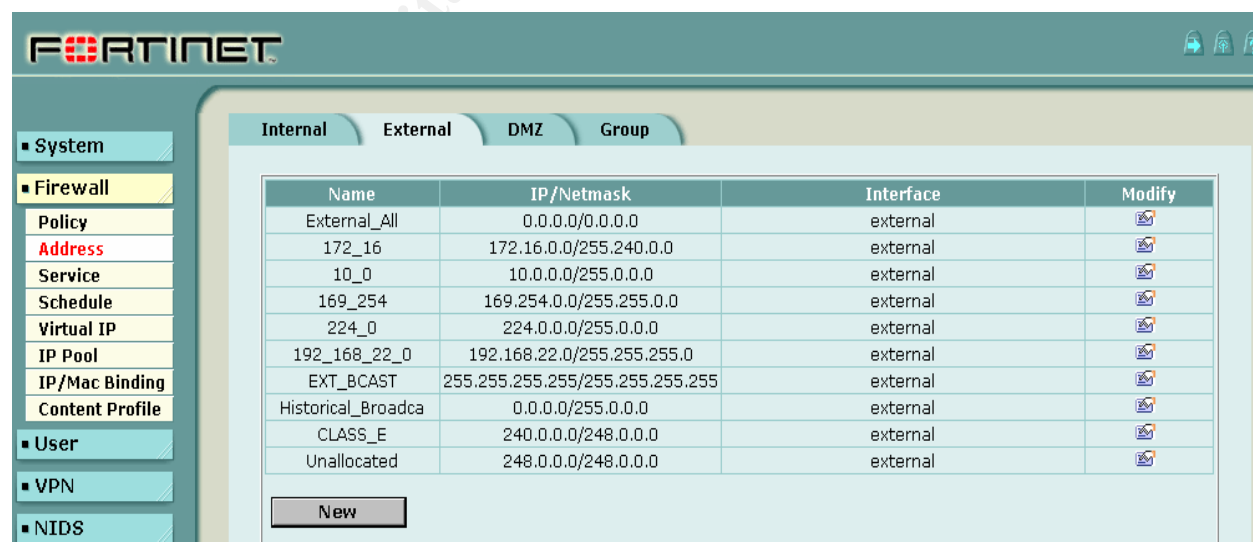 FORTINET
Internal External DMZ Group
System
Firewall
Policy
Address
Service
Schedule
Virtual IP
IP Pool
IP/Mac Binding
Content Profile
User
VPN
NIDS
Name IP/Netmask Interface Modify
External_All 0.0.0.0/0.0.0.0 external
172_16 172.16.0.0/255.240.0.0 external
10_0 10.0.0.0/255.0.0.0 external
169_254 169.254.0.0/255.255.0.0 external
224_0 224.0.0.0/255.0.0.0 external
192_168_22_0 192.168.22.0/255.255.255.0 external
EXT_BCAST 255.255.255.255/255.255.255.255 external
Historical_Broadca 0.0.0.0/255.0.0.0 external
CLASS_E 240.0.0.0/248.0.0.0 external
Unallocated 248.0.0.0/248.0.0.0 external
New